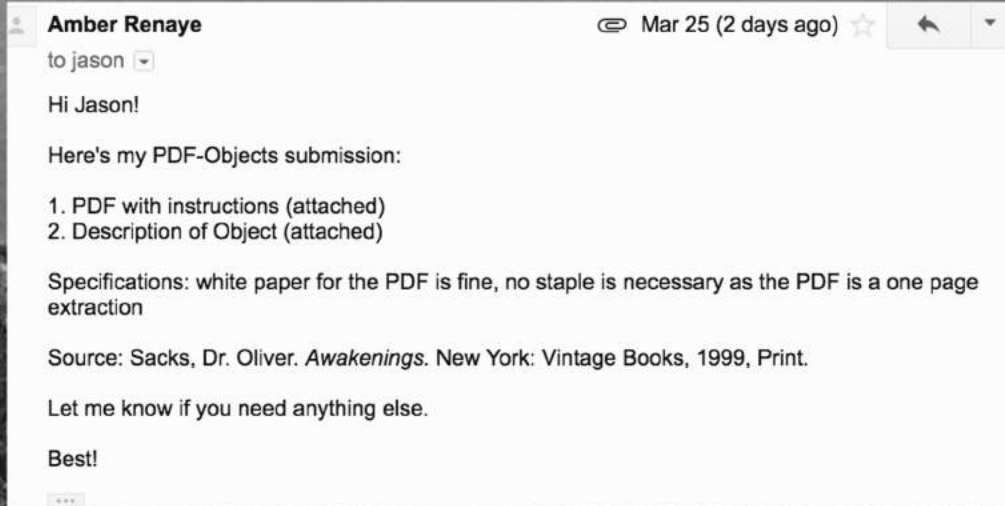 Amber Renaye Mar 25 (2 days ago)
to jason
Hi Jason!
Here's my PDF-Objects submission:
1. PDF with instructions (attached)
2. Description of Object (attached)
Specifications: white paper for the PDF is fine, no staple is necessary as the PDF is a one page
extraction
Source: Sacks, Dr. Oliver. Awakenings. New York: Vintage Books, 1999, Print.
Let me know if you need anything else.
Best!